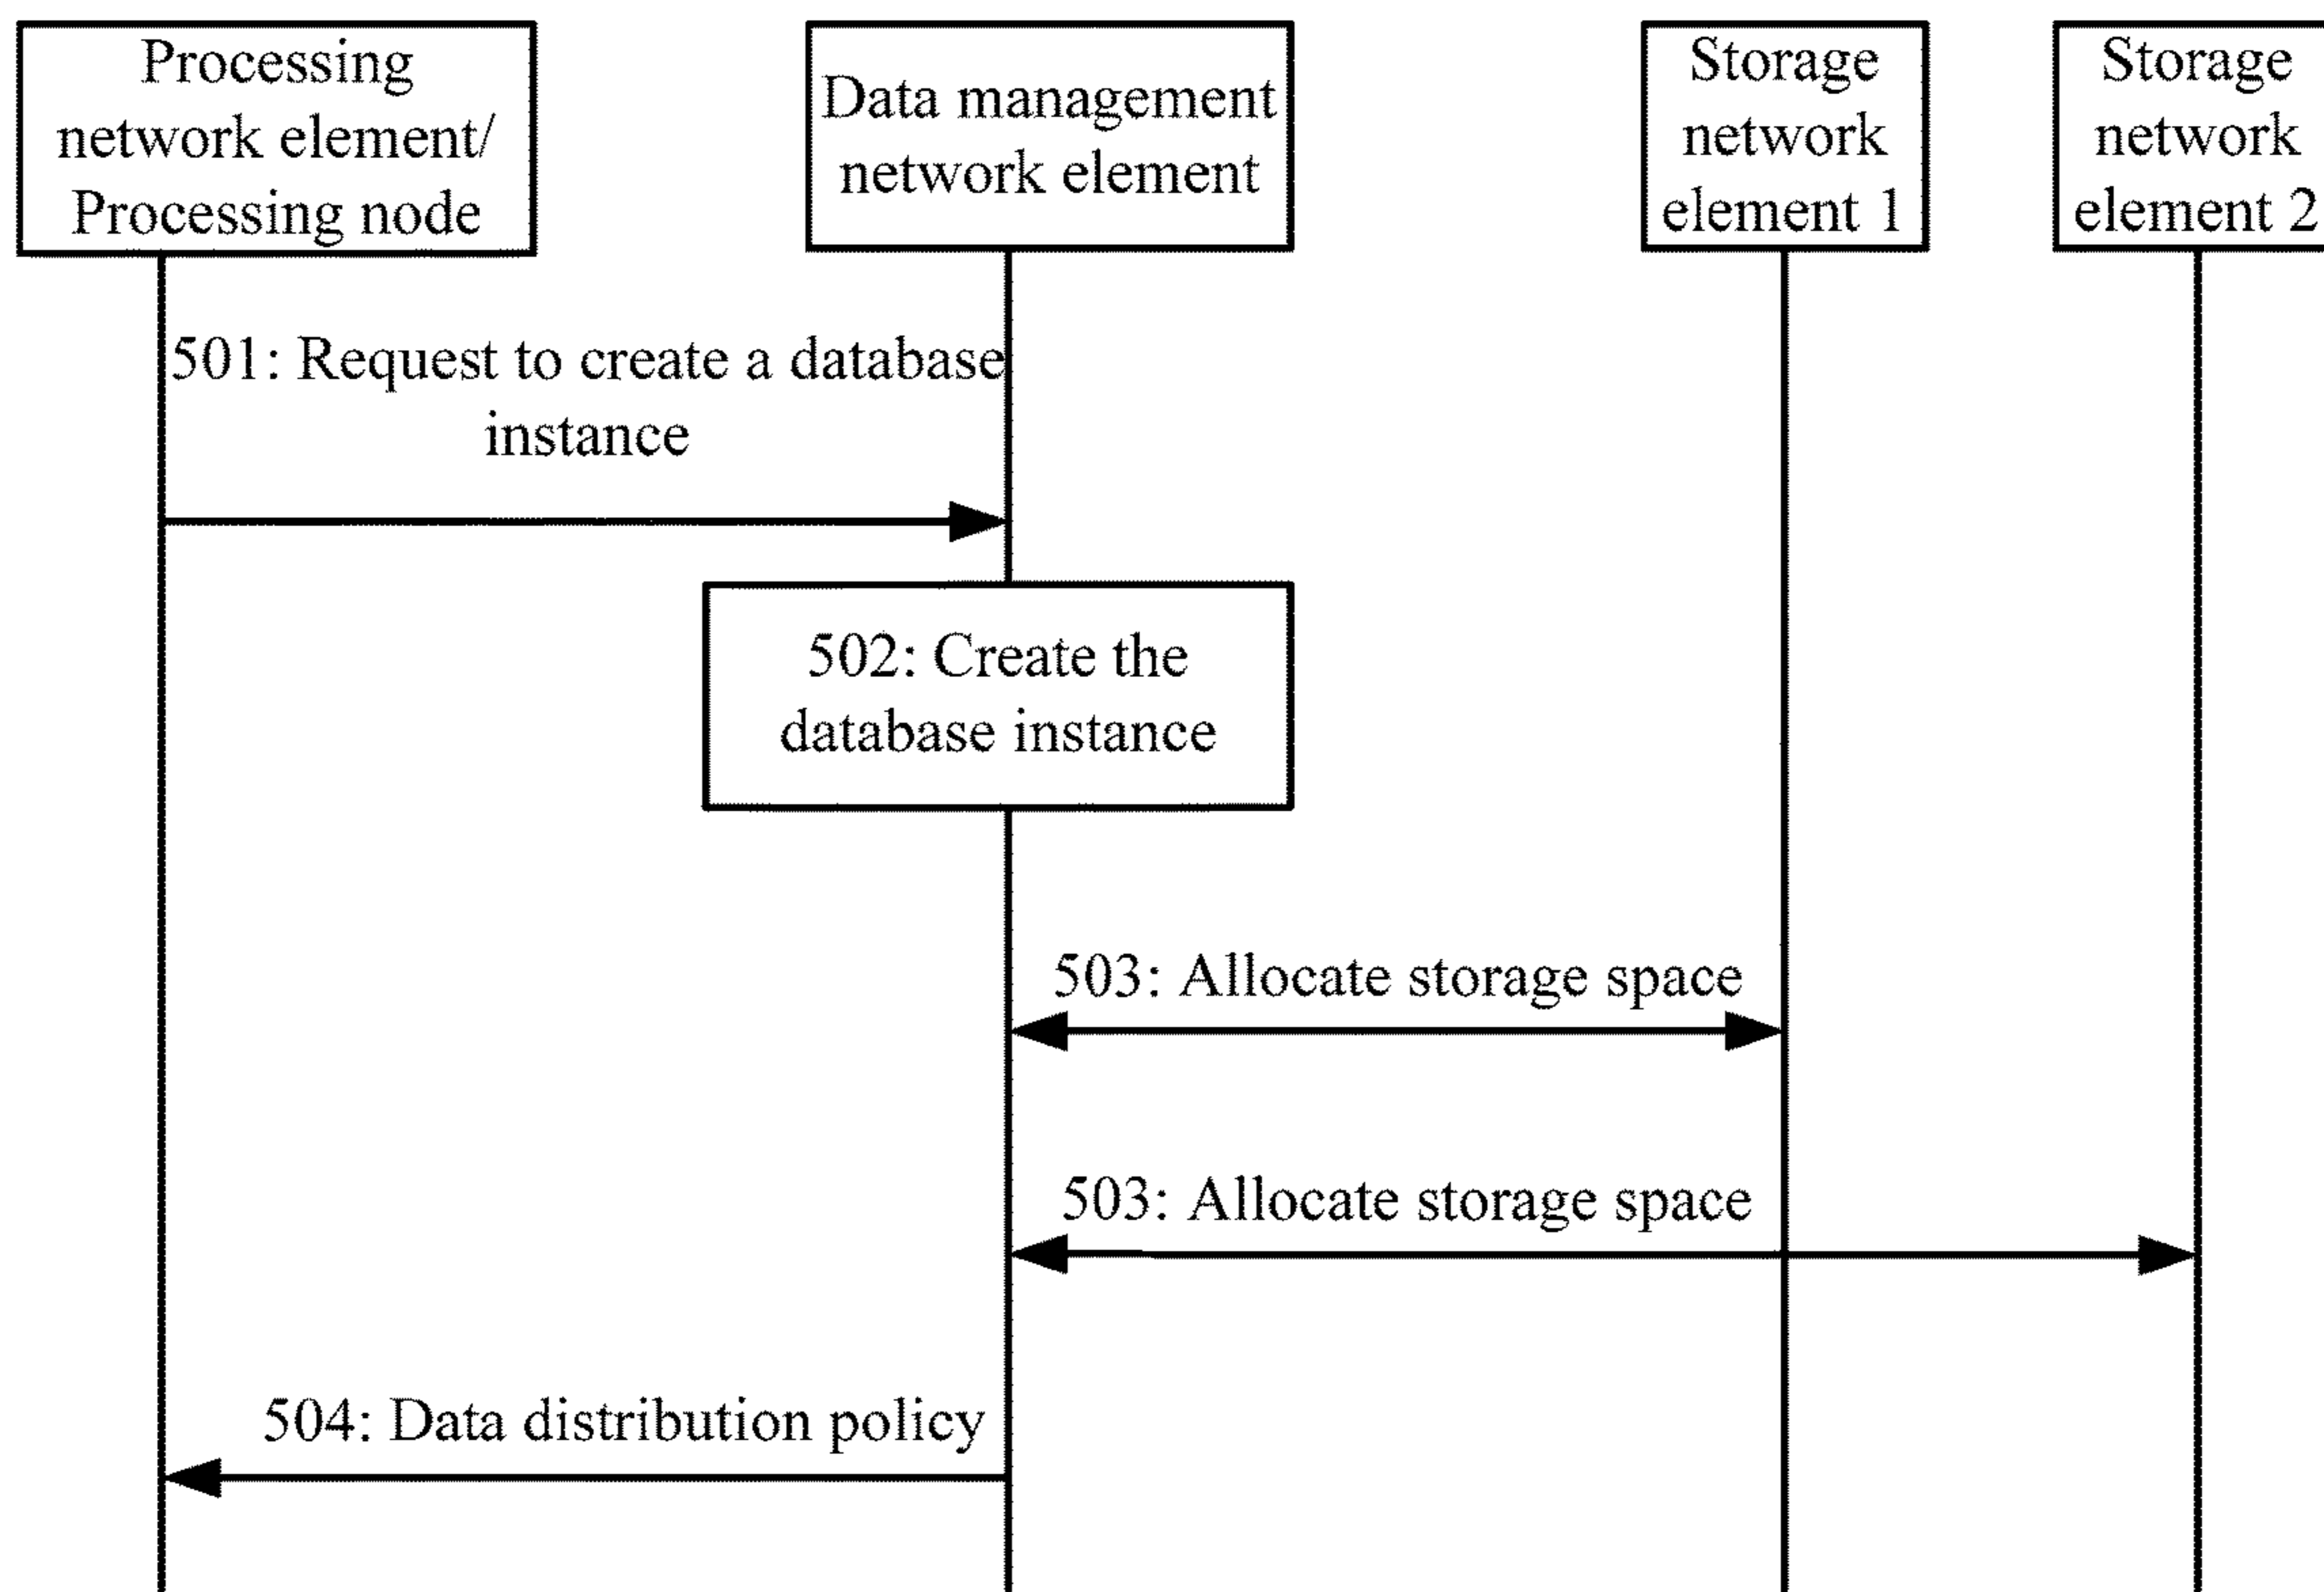 Processing
network element/
Processing node
Data management
network element
Storage
network
element 1
Storage
network
element 2
501: Request to create a database
instance
502: Create the
database instance
503: Allocate storage space
503: Allocate storage space
504: Data distribution policy